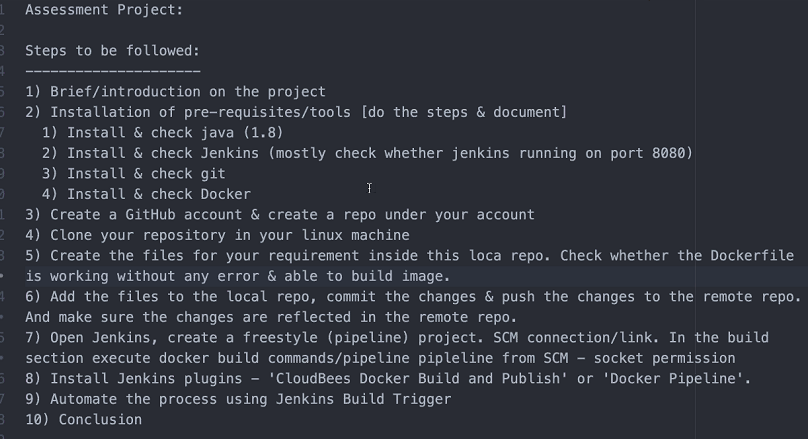 Assessment Project:
Steps to be followed:
---------------------
1) Brief/introduction on the project
2) Installation of pre-requisites/tools [do the steps & document]
1) Install & check java (1.8)
2) Install & check Jenkins (mostly check whether jenkins running on port 8080)
3) Install & check git
4) Install & check Docker
3) Create a GitHub account & create a repo under your account
4) Clone your repository in your linux machine
5) Create the files for your requirement inside this loca repo. Check whether the Dockerfile
is working without any error & able to build image.
6) Add the files to the local repo, commit the changes & push the changes to the remote repo.
And make sure the changes are reflected in the remote repo.
7) Open Jenkins, create a freestyle (pipeline) project. SCM connection/link. In the build
section execute docker build commands/pipeline pipleline from SCM - socket permission
8) Install Jenkins plugins - 'CloudBees Docker Build and Publish' or 'Docker Pipeline'.
9) Automate the process using Jenkins Build Trigger
10) Conclusion